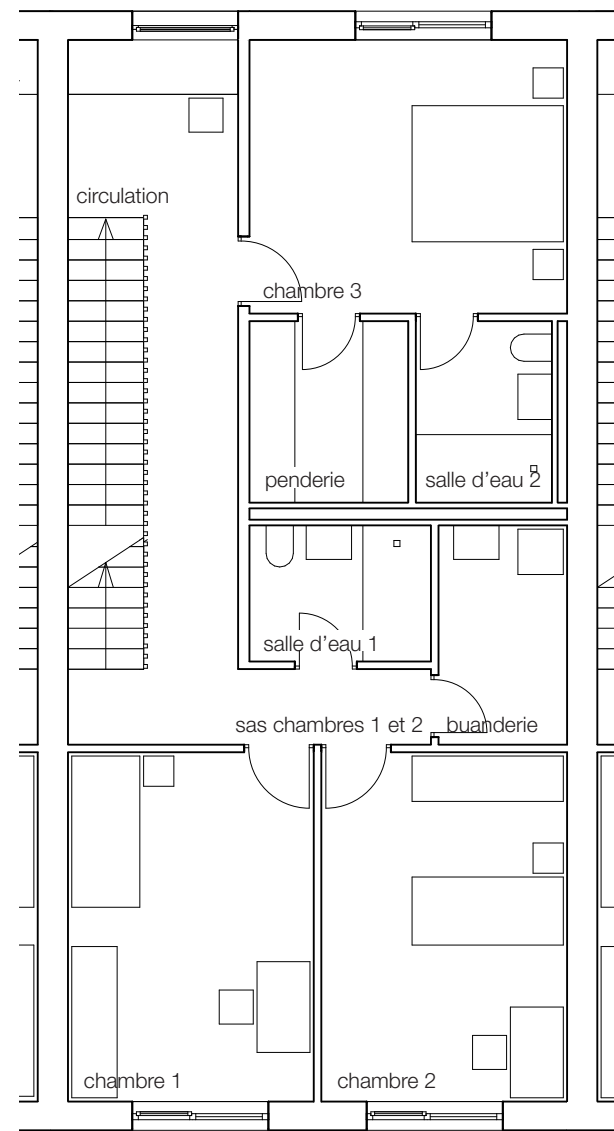 circulation
chambre 3
penderie
salle d’eau 2
salle d’eau 1
sas chambres 1 et 2
buanderie
chambre 1
chambre 2